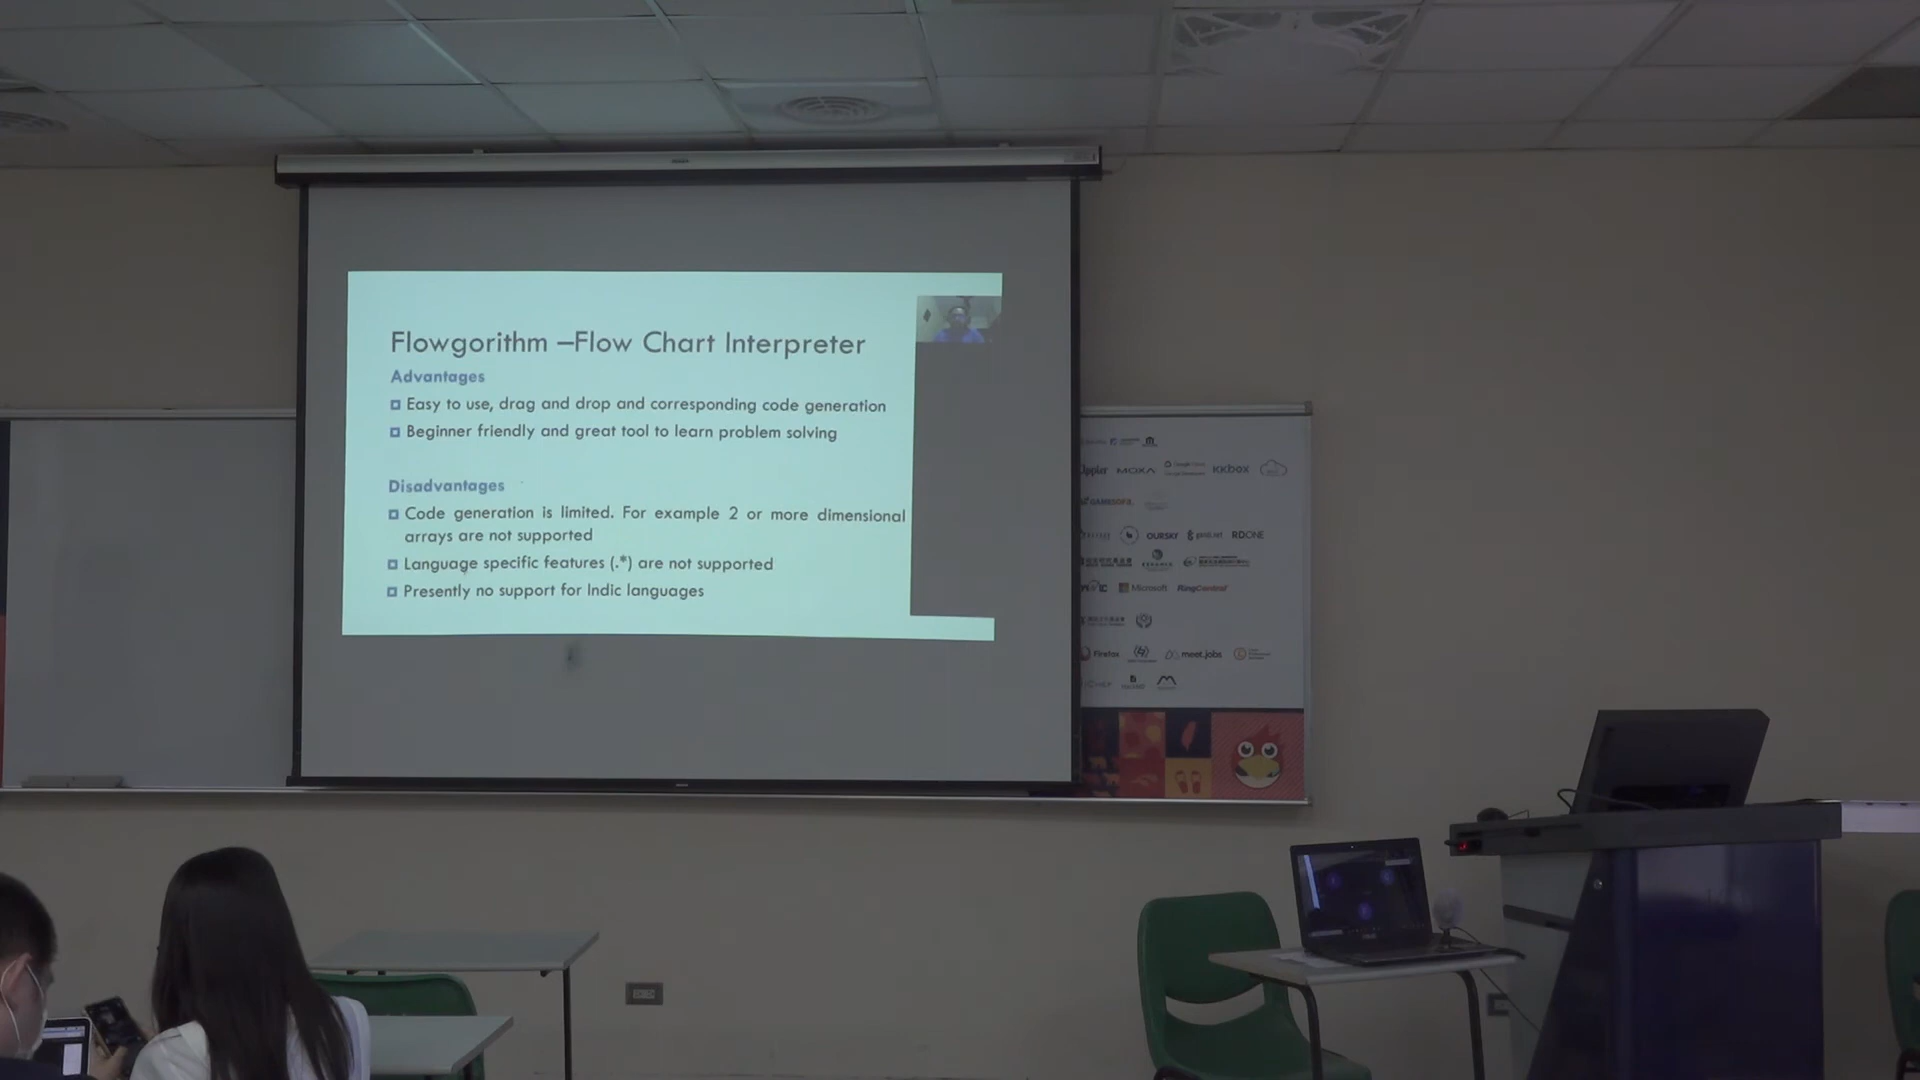 Flowgorithm –Flow Chart Interpreter
Advantages
Easy to use, drag and drop and corresponding code generation
Beginner friendly and great tool to learn problem solving
Disadvantages
Code generation is limited. For example 2 or more dimensional
arrays are not supported
Language specific features (.*) are not supported
Presently no support for Indic languages
MOXA
OURSKY
RDCNE
Microsoft
RingCentral
Firefox
meet.jobs